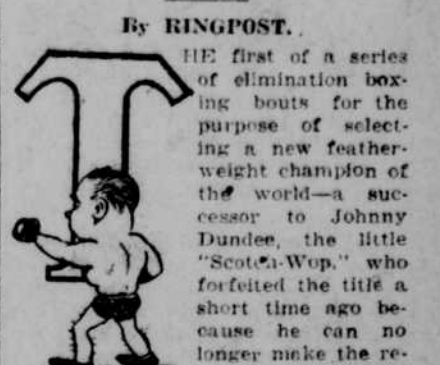 By RINGPOST.
THE first of a series
of elimination box-
ing bouts for the
purpose of select-
ing a new feather-
weight champion of
the world—a suc-
cessor to Johnny
Dundee, the little
"Scotch-Wop." who
forfeited the title a
short time ago be-
cause he can no
longer make the re-